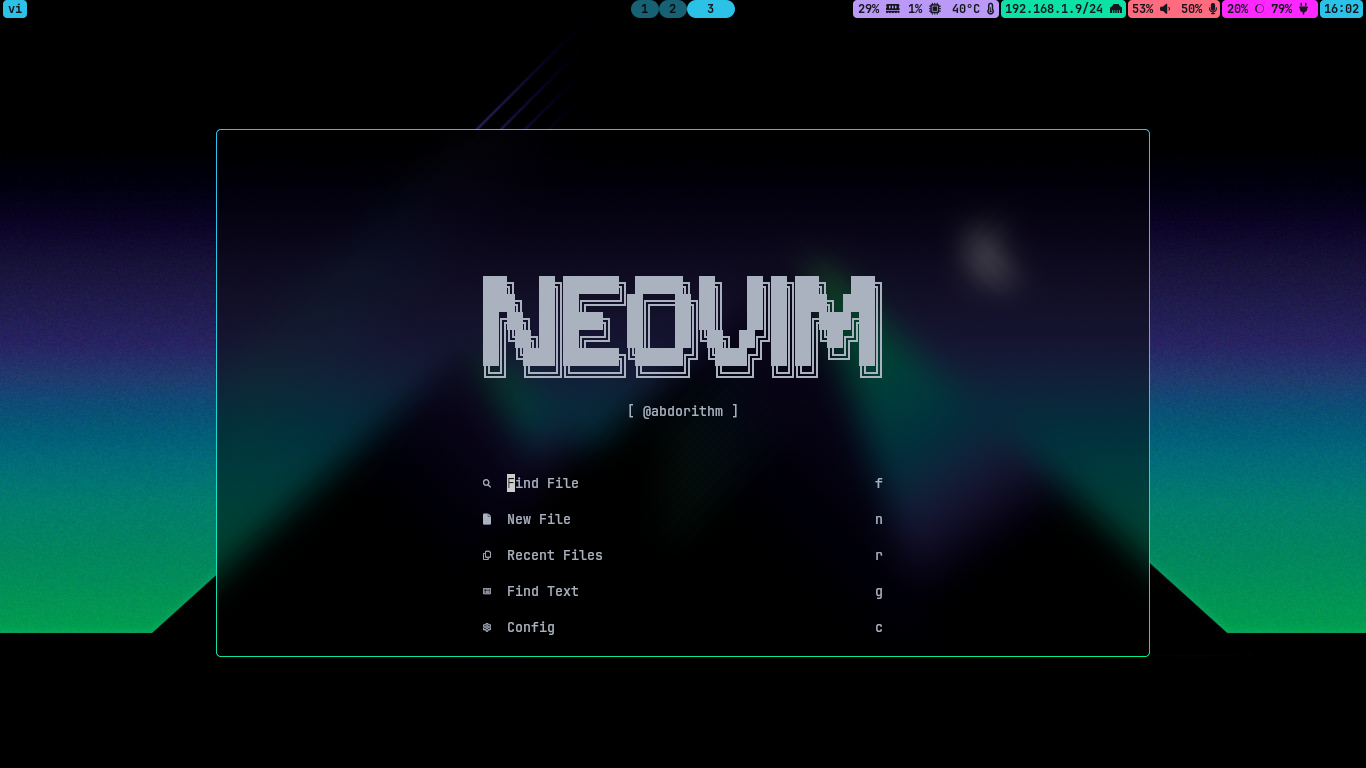 vi
1 2 3
29% 1% 40°C 192.168.1.9/24 53% 50% 20% 79% 16:02
NEOVIM
[ @abdorithm ]
Find File f
New File n
Recent Files r
Find Text g
Config c